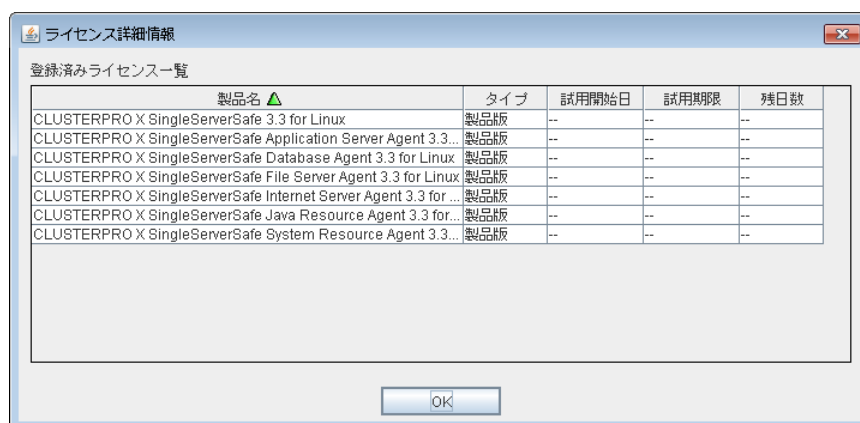 ライセンス詳細情報
登録済みライセンス一覧
製品名 タイプ 試用開始日 試用期限 残日数
CLUSTERPRO X SingleServerSafe 3.3 for Linux 製品版 -- -- --
CLUSTERPRO X SingleServerSafe Application Server Agent 3.3... 製品版 -- -- --
CLUSTERPRO X SingleServerSafe Database Agent 3.3 for Linux 製品版 -- -- --
CLUSTERPRO X SingleServerSafe File Server Agent 3.3 for Linux 製品版 -- -- --
CLUSTERPRO X SingleServerSafe Internet Server Agent 3.3 for ... 製品版 -- -- --
CLUSTERPRO X SingleServerSafe Java Resource Agent 3.3 for... 製品版 -- -- --
CLUSTERPRO X SingleServerSafe System Resource Agent 3.3... 製品版 -- -- --
OK